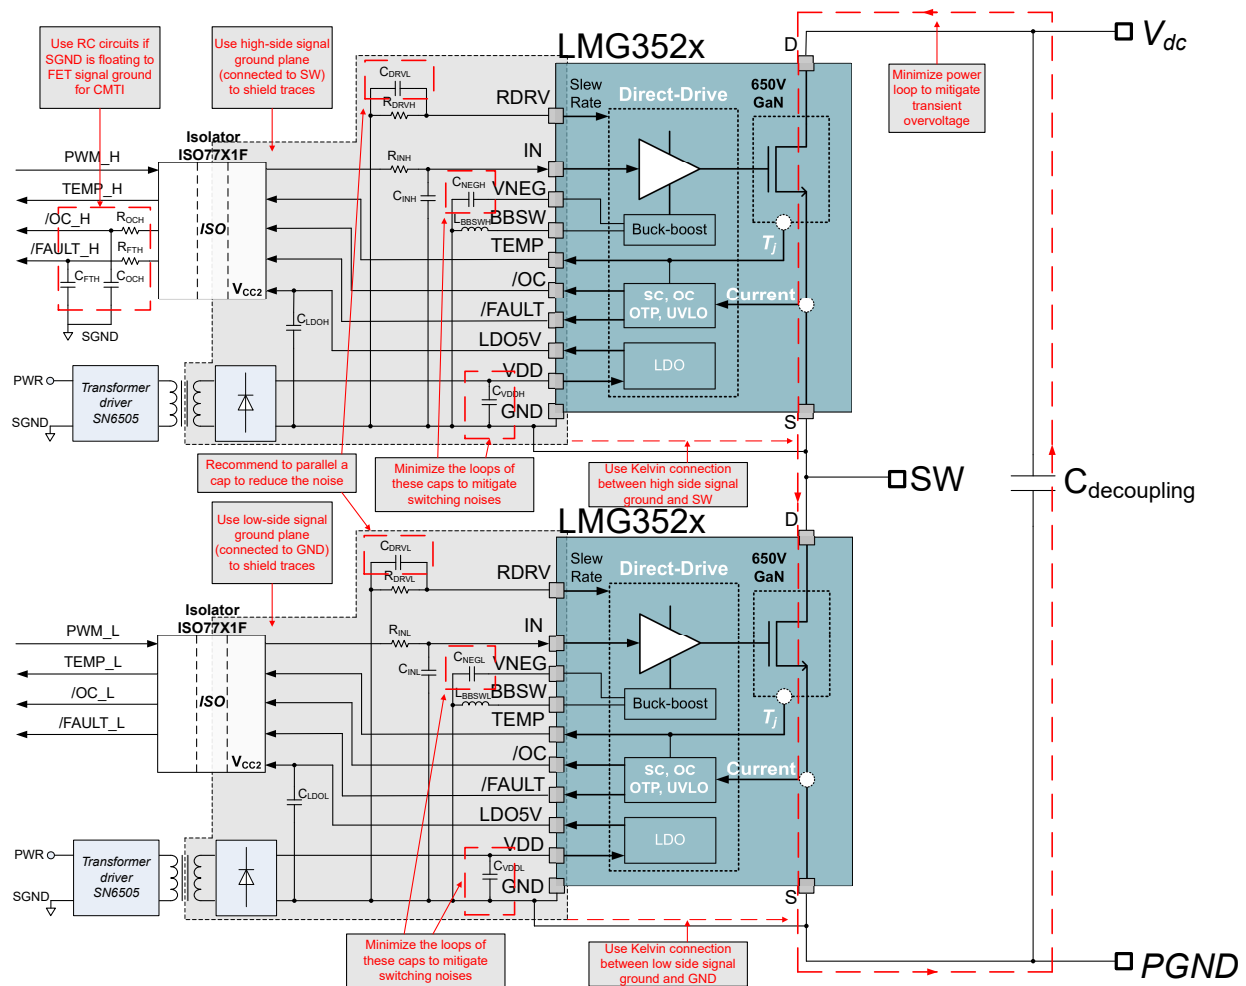 Use RC circuits if
SGND is floating to
FET signal ground
for CMTI
Use high-side signal
ground plane
(connected to SW)
to shield traces
LMG352x
D
Vdc
Minimize power
loop to mitigate
transient
overvoltage
CDRVL
RDRVH
RDRV
Slew
Rate
Direct-Drive
650V
GaN
Isolator
ISO77X1F
PWM_H
TEMP_H
/OC_H
/FAULT_H
ROCH
RFTH
CFTH
COCH
SGND
ISO
VCC2
RINH
CINH
IN
CNEGH
VNEG
LBBSWH
BBSW
Buck-boost
TEMP
Tj
/OC
SC, OC
OTP, UVLO
Current
/FAULT
CLDOH
LDO5V
LDO
VDD
CVDDH
GND
PWR
SGND
Transformer
driver
SN6505
S
Recommend to parallel a
cap to reduce the noise
Minimize the loops of
these caps to mitigate
switching noises
Use Kelvin connection
between high side signal
ground and SW
SW
Cdecoupling
Use low-side signal
ground plane
(connected to GND)
to shield traces
LMG352x
D
CDRVL
RDRVL
RDRV
Slew
Rate
Direct-Drive
650V
GaN
Isolator
ISO77X1F
PWM_L
TEMP_L
/OC_L
/FAULT_L
ISO
VCC2
RINL
CINL
IN
CNEGL
VNEG
LBBSWL
BBSW
Buck-boost
TEMP
Tj
/OC
SC, OC
OTP, UVLO
Current
/FAULT
CLDOL
LDO5V
LDO
VDD
CVDDL
GND
PWR
SGND
Transformer
driver
SN6505
S
Minimize the loops of
these caps to mitigate
switching noises
Use Kelvin connection
between low side signal
ground and GND
PGND